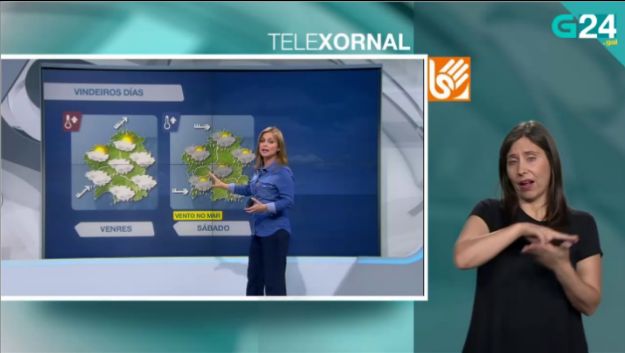 TELEXORNAL
G24
.gal
VINDEIROS DÍAS
VENTO NO MAR
VENRES
SÁBADO